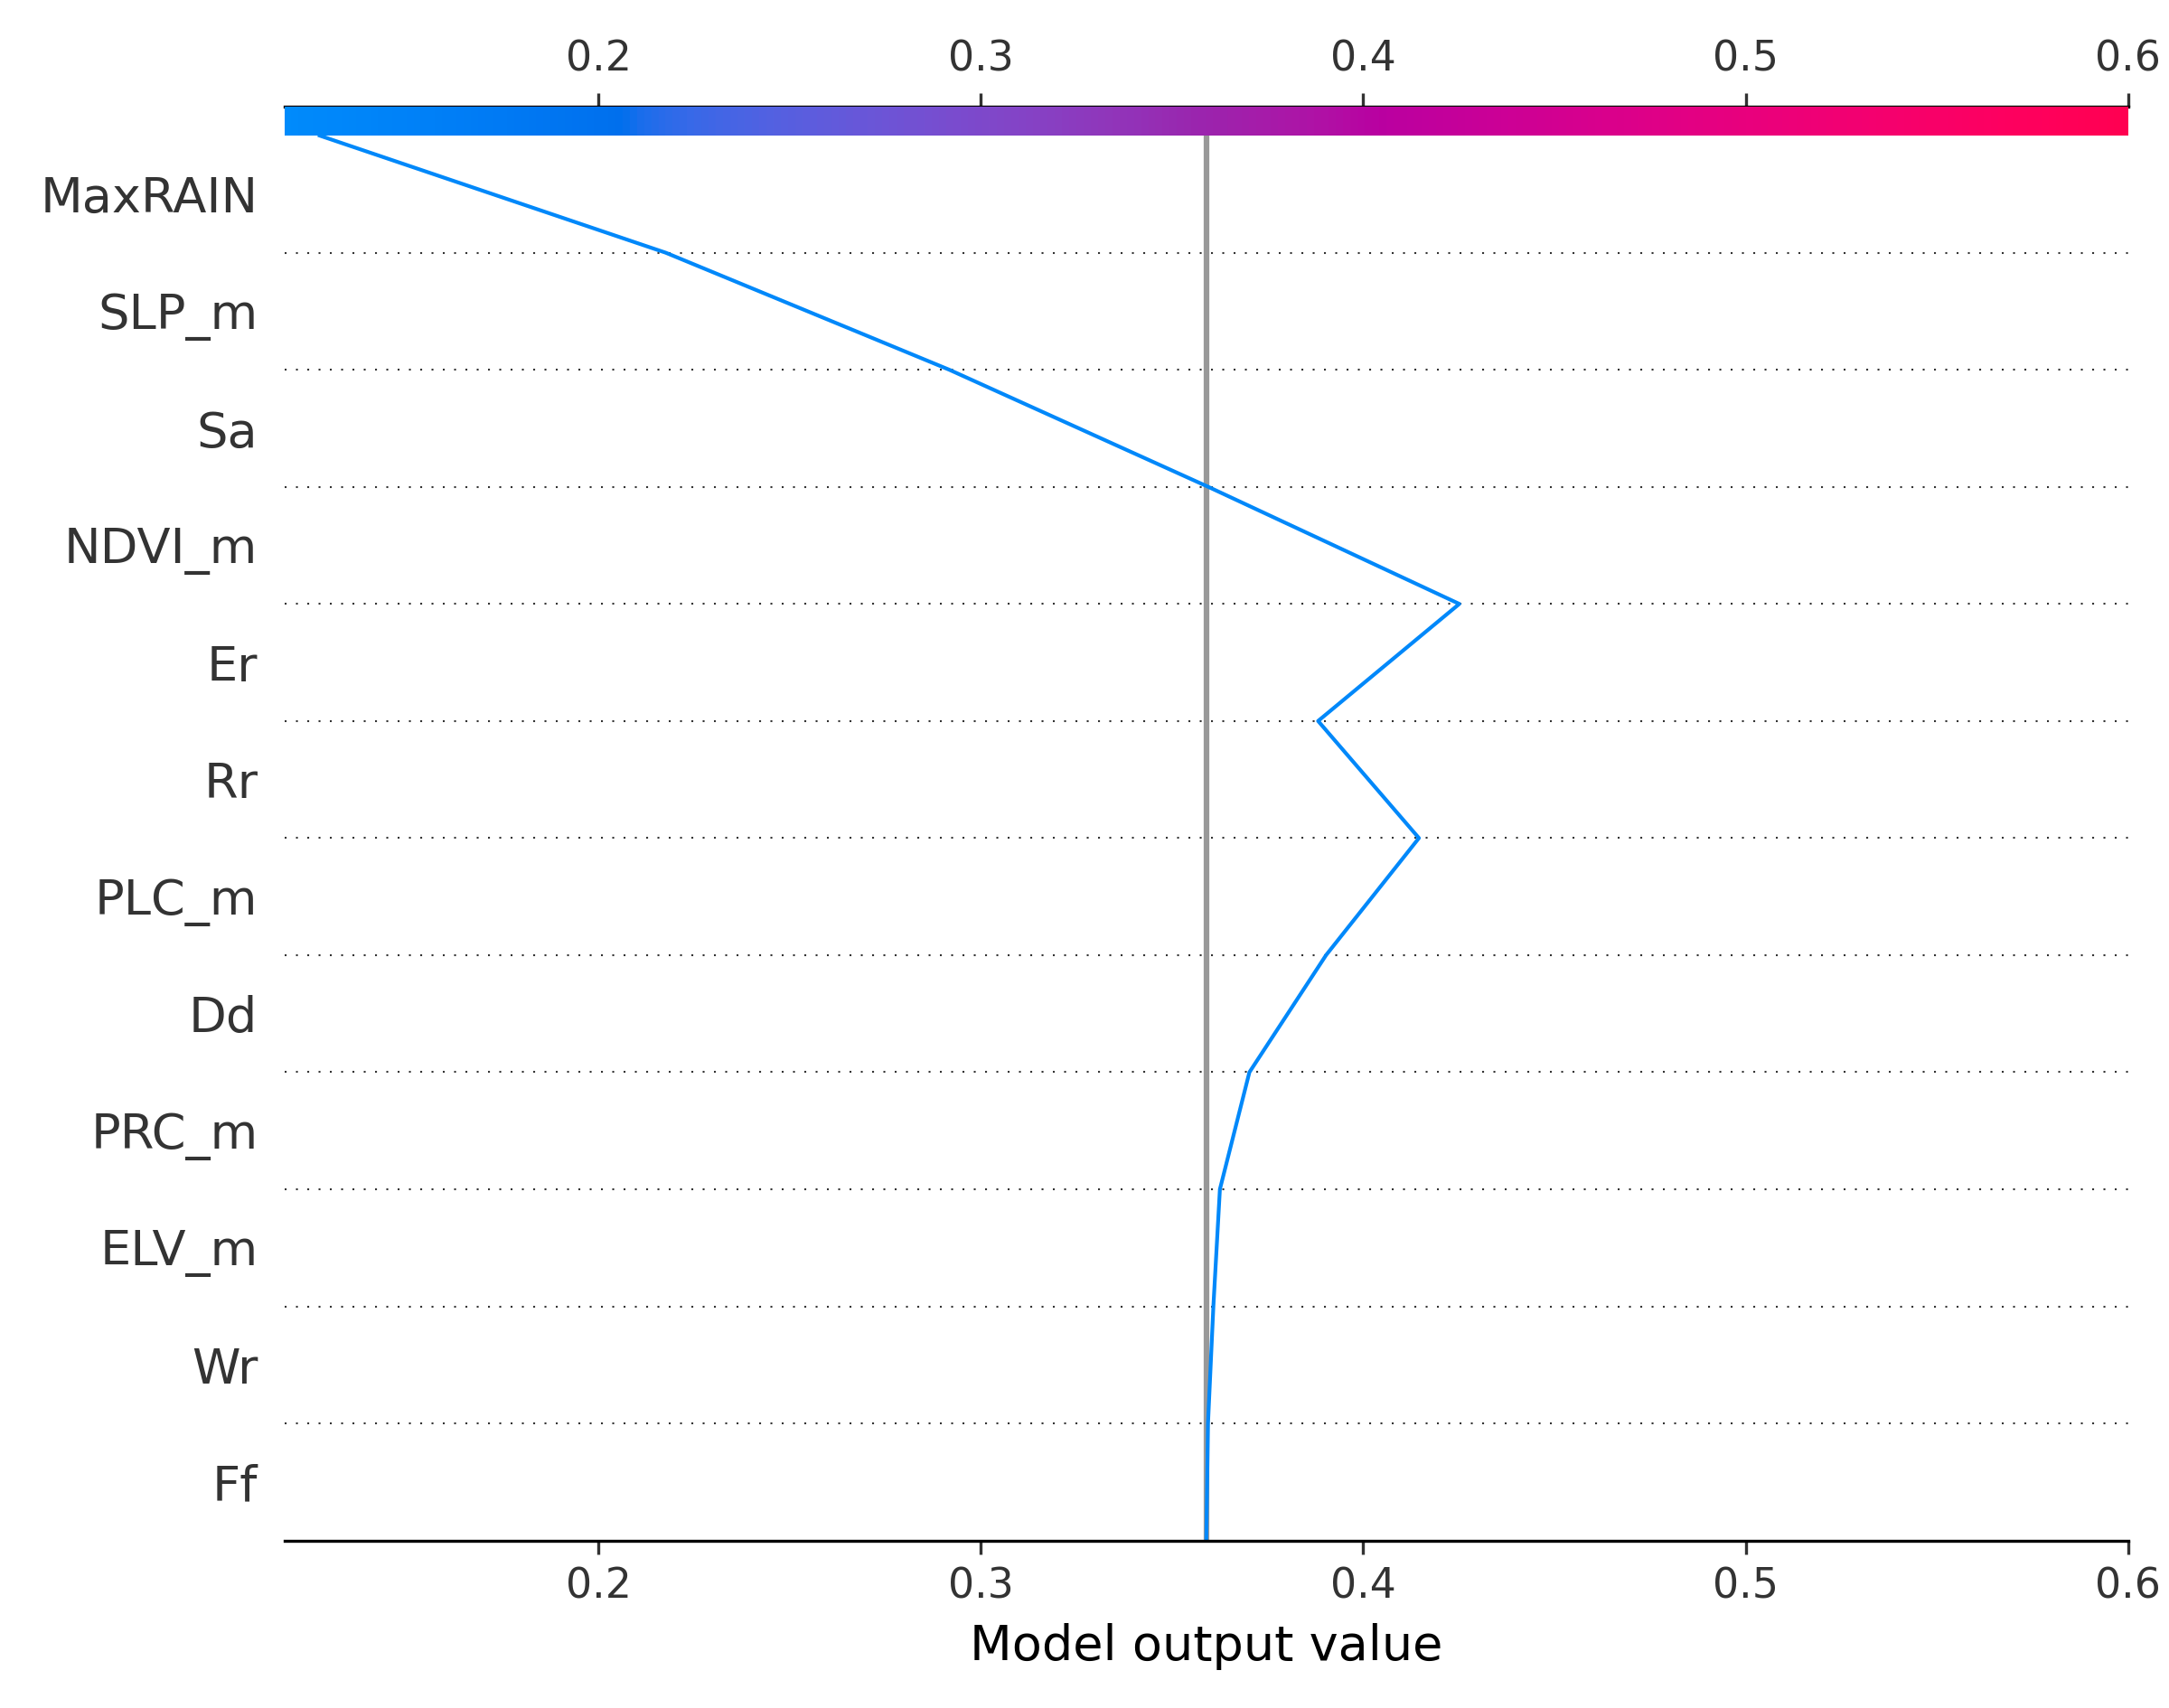 0.2 0.3 0.4 0.5 0.6
MaxRAIN
SLP_m
Sa
NDVI_m
Er
Rr
PLC_m
Dd
PRC_m
ELV_m
Wr
Ff
0.2 0.3 0.4 0.5 0.6
Model output value